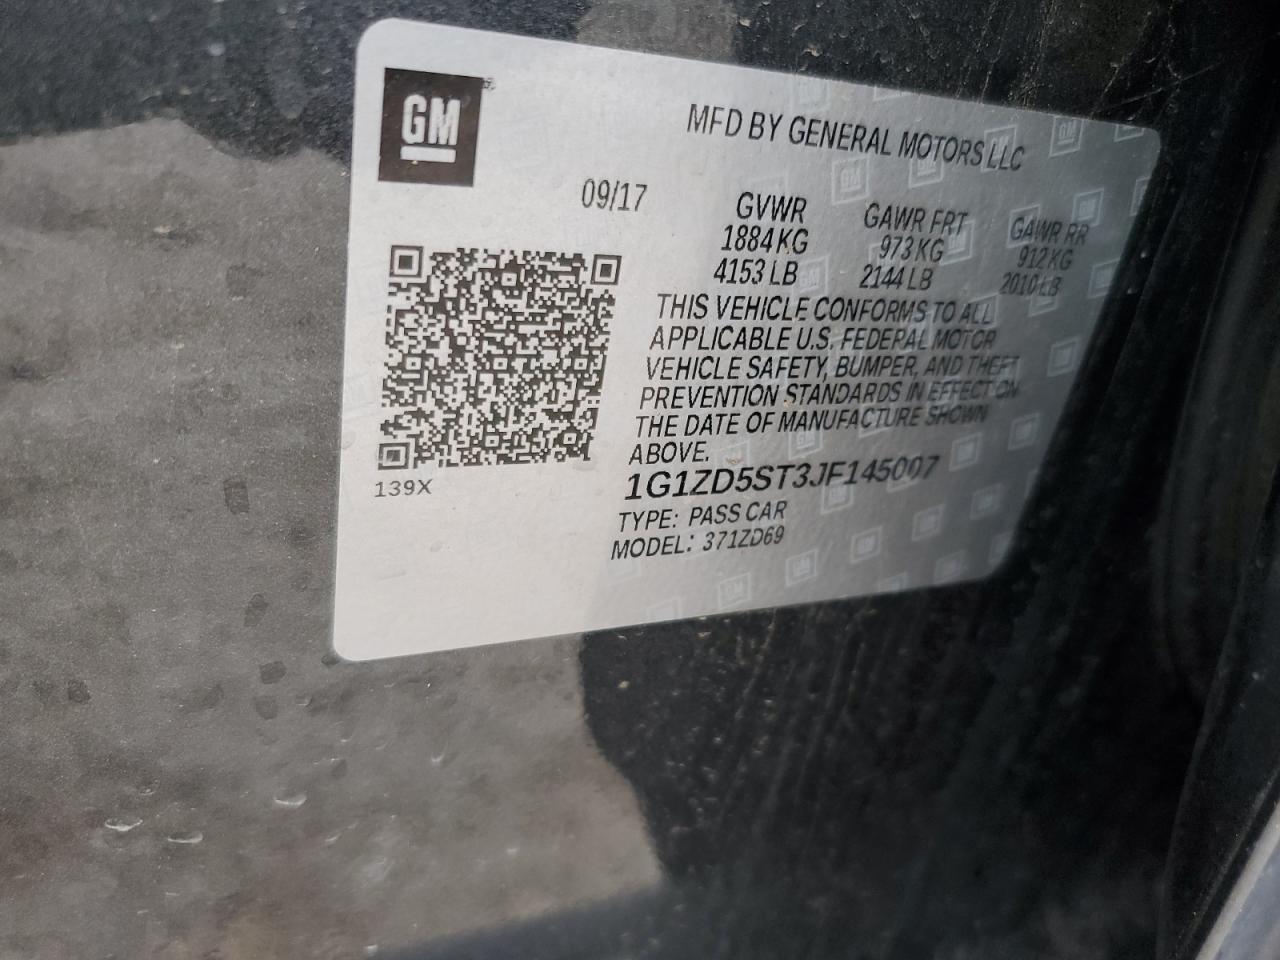 GM
MFD BY GENERAL MOTORS LLC
09/17
GVWR GAWR FRT GAWR RR
1884 KG 973 KG 912 KG
4153 LB 2144 LB 2010 LB
THIS VEHICLE CONFORMS TO ALL
APPLICABLE U.S. FEDERAL MOTOR
VEHICLE SAFETY, BUMPER, AND THEFT
PREVENTION STANDARDS IN EFFECT ON
THE DATE OF MANUFACTURE SHOWN
ABOVE.
1G1ZD5ST3JF145007
139X
TYPE: PASS CAR
MODEL: 371ZD69